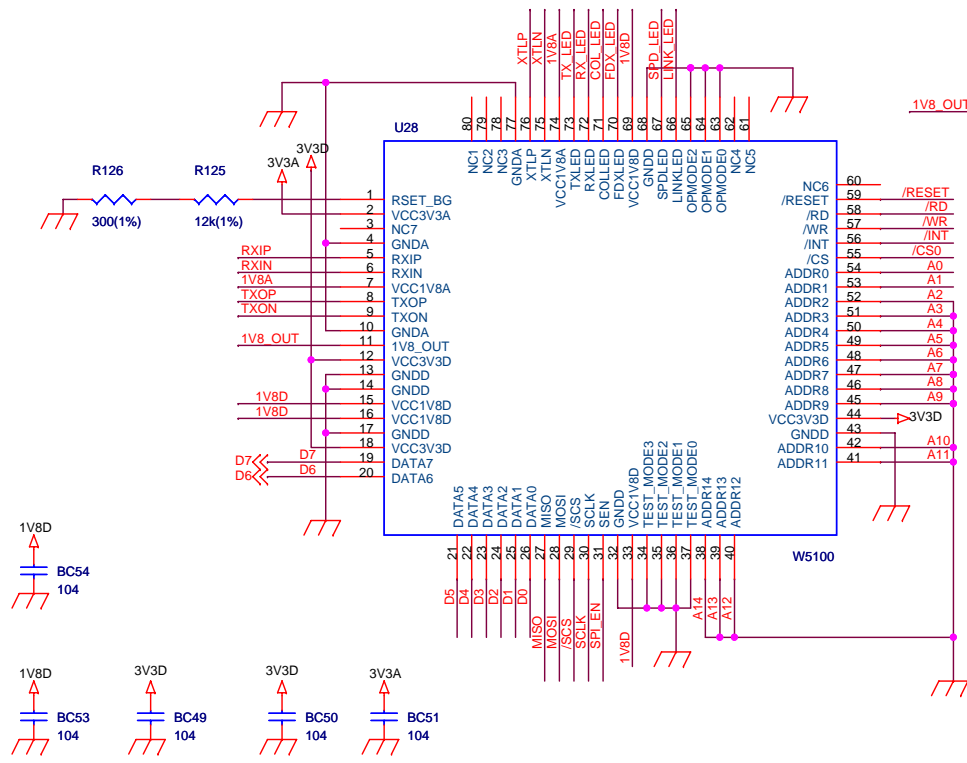 XTLP
XTLN
1V8A
TX_LED
RX_LED
COL_LED
FDX_LED
1V8D
SPD_LED
LINK_LED
1V8_OUT
U28
80
79
78
77
76
75
74
73
72
71
70
69
68
67
66
65
64
63
62
61
NC1
NC2
NC3
GNDA
XTLP
XTLN
VCC1V8A
TXLED
RXLED
COLLED
FDXLED
VCC1V8D
GNDD
SPDLED
LINKLED
OPMODE2
OPMODE1
OPMODE0
NC4
NC5
R126
R125
300(1%)
12k(1%)
3V3A
3V3D
1 RSET_BG
2 VCC3V3A
3 NC7
4 GNDA
RXIP 5 RXIP
RXIN 6 RXIN
1V8A 7 VCC1V8A
TXOP 8 TXOP
TXON 9 TXON
10 GNDA
1V8_OUT 11 1V8_OUT
12 VCC3V3D
13 GNDD
14 GNDD
1V8D 15 VCC1V8D
1V8D 16 VCC1V8D
17 GNDD
18 VCC3V3D
D7 D7 19 DATA7
D6 D6 20 DATA6
NC6 60
/RESET 59 /RESET
/RD 58 /RD
/WR 57 /WR
/INT 56 /INT
/CS 55 /CS0
ADDR0 54 A0
ADDR1 53 A1
ADDR2 52 A2
ADDR3 51 A3
ADDR4 50 A4
ADDR5 49 A5
ADDR6 48 A6
ADDR7 47 A7
ADDR8 46 A8
ADDR9 45 A9
VCC3V3D 44 3V3D
GNDD 43
ADDR10 42 A10
ADDR11 41 A11
DATA5
DATA4
DATA3
DATA2
DATA1
DATA0
MISO
MOSI
/SCS
SCLK
SEN
GNDD
VCC1V8D
TEST_MODE3
TEST_MODE2
TEST_MODE1
TEST_MODE0
ADDR14
ADDR13
ADDR12
21
22
23
24
25
26
27
28
29
30
31
32
33
34
35
36
37
38
39
40
W5100
D5
D4
D3
D2
D1
D0
MISO
MOSI
/SCS
SCLK
SPI_EN
1V8D
A14
A13
A12
1V8D
BC54
104
1V8D
BC53
104
3V3D
BC49
104
3V3D
BC50
104
3V3A
BC51
104